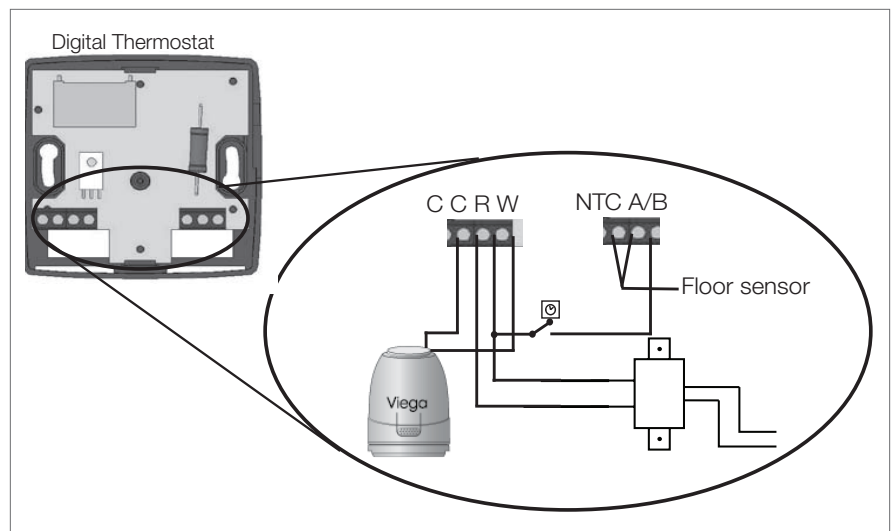 Digital Thermostat
C C R W
NTC A/B
Floor sensor
Viega